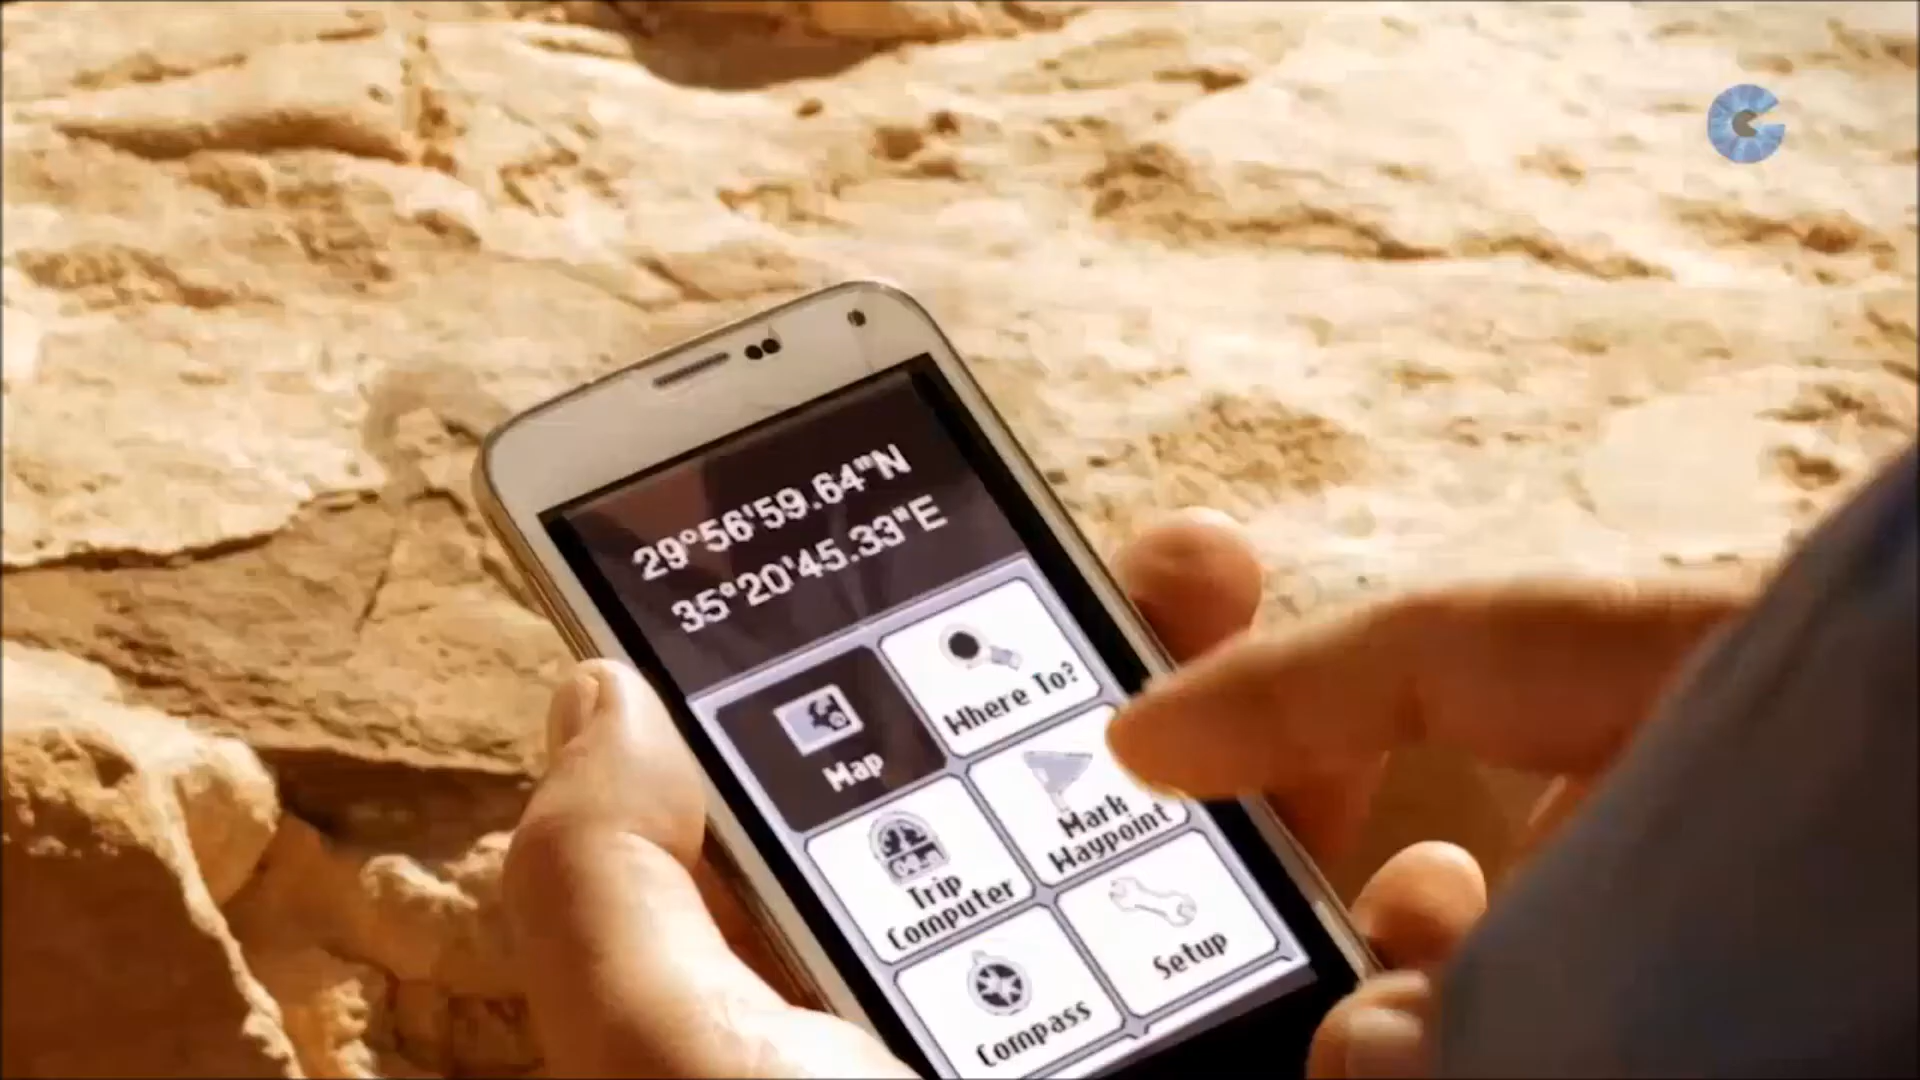 29°56'59.64"N
35°20'45.33"E
Where To?
Map
Mark
Waypoint
Trip
Computer
Setup
Compass